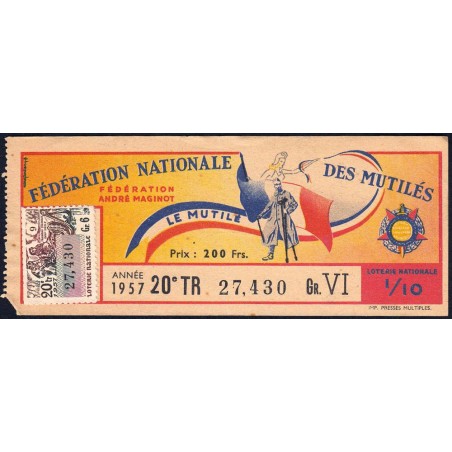 FÉDÉRATION NATIONALE DES MUTILÉS
FÉDÉRATION
ANDRÉ MAGINOT
LE MUTILÉ
Prix : 200 Frs.
ANNÉE
1957 20e TR 27,430 GR. VI
LOTERIE NATIONALE
1/10
IMP. PRESSES MULTIPLES.
20e TR
27,430
LOTERIE NATIONALE
Gr. 6